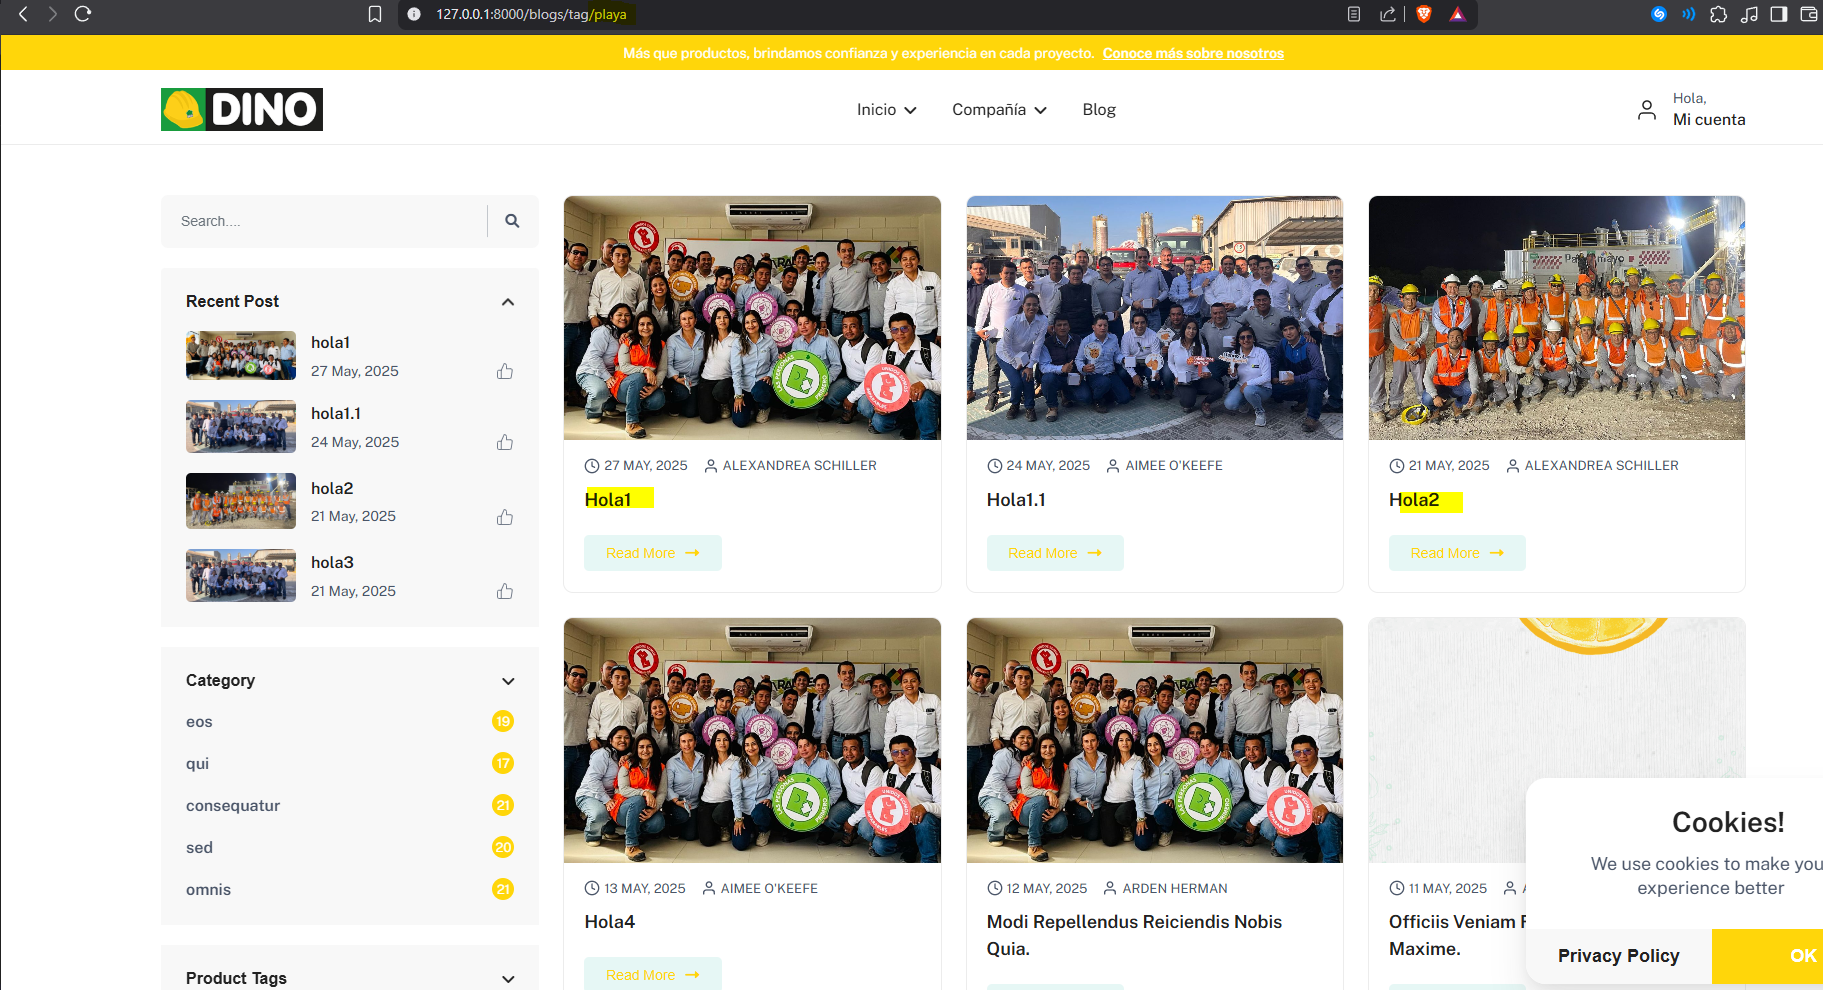 127.0.0.1:8000/blogs/tag/playa
Más que productos, brindamos confianza y experiencia en cada proyecto. Conoce más sobre nosotros
DINO
Inicio
Compañía
Blog
Hola,
Mi cuenta
Search....
Recent Post
hola1
27 May, 2025
hola1.1
24 May, 2025
hola2
21 May, 2025
hola3
21 May, 2025
Category
eos 19
qui 17
consequatur 21
sed 20
omnis 21
Product Tags
27 MAY, 2025 ALEXANDREA SCHILLER
Hola1
Read More
24 MAY, 2025 AIMEE O'KEEFE
Hola1.1
Read More
21 MAY, 2025 ALEXANDREA SCHILLER
Hola2
Read More
LAS PERSONAS PRIMERO
UNIDOS SOMOS
13 MAY, 2025 AIMEE O'KEEFE
Hola4
Read More
12 MAY, 2025 ARDEN HERMAN
Modi Repellendus Reiciendis Nobis
Quia.
11 MAY, 2025
Officiis Veniam
Maxime.
Cookies!
We use cookies to make you
experience better
Privacy Policy
OK